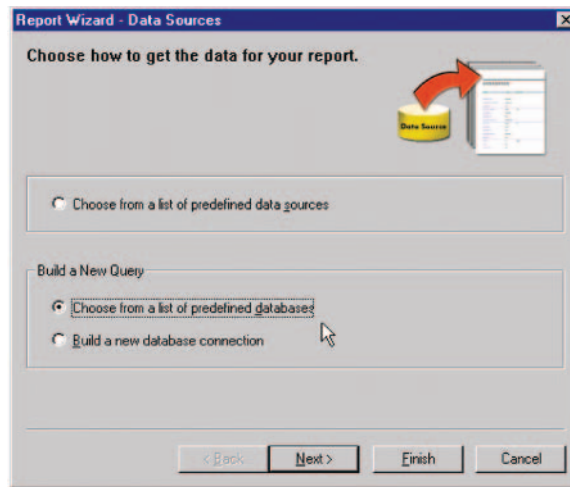 Report Wizard - Data Sources
Choose how to get the data for your report.
Data Source
Choose from a list of predefined data sources
Build a New Query
Choose from a list of predefined databases
Build a new database connection
< Back
Next >
Finish
Cancel